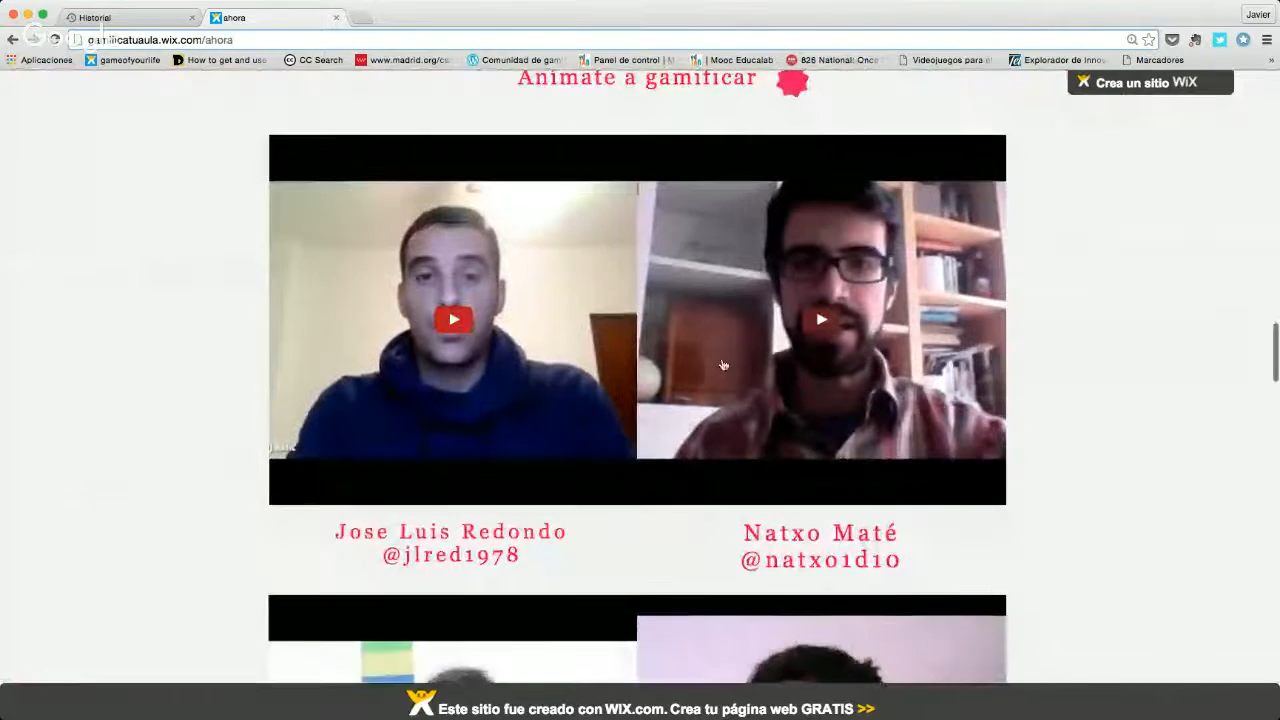 Historial
ahora
Javier
gamificatuaula.wix.com/ahora
Aplicaciones
gameofyourlife
How to get and use
CC Search
www.madrid.org/cs
Comunidad de gam
Panel de control | M
Mooc Educalab
826 National: Once
Videojuegos para e
Explorador de Innov
Marcadores
»
Anímate a gamificar
Crea un sitio WiX
Jose Luis Redondo
@jlred1978
Natxo Maté
@natxo1d10
Este sitio fue creado con WIX.com. Crea tu página web GRATIS >>